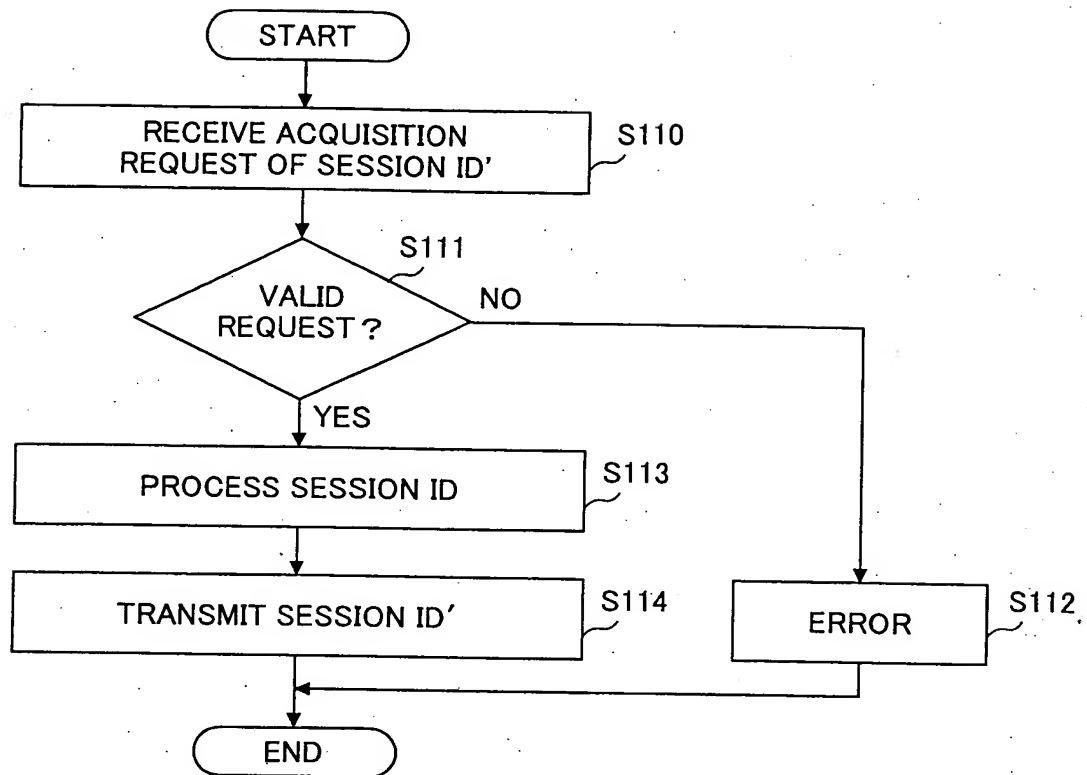 START
RECEIVE ACQUISITION
REQUEST OF SESSION ID'
S110
S111
VALID
REQUEST?
NO
YES
PROCESS SESSION ID
S113
TRANSMIT SESSION ID'
S114
ERROR
S112
END